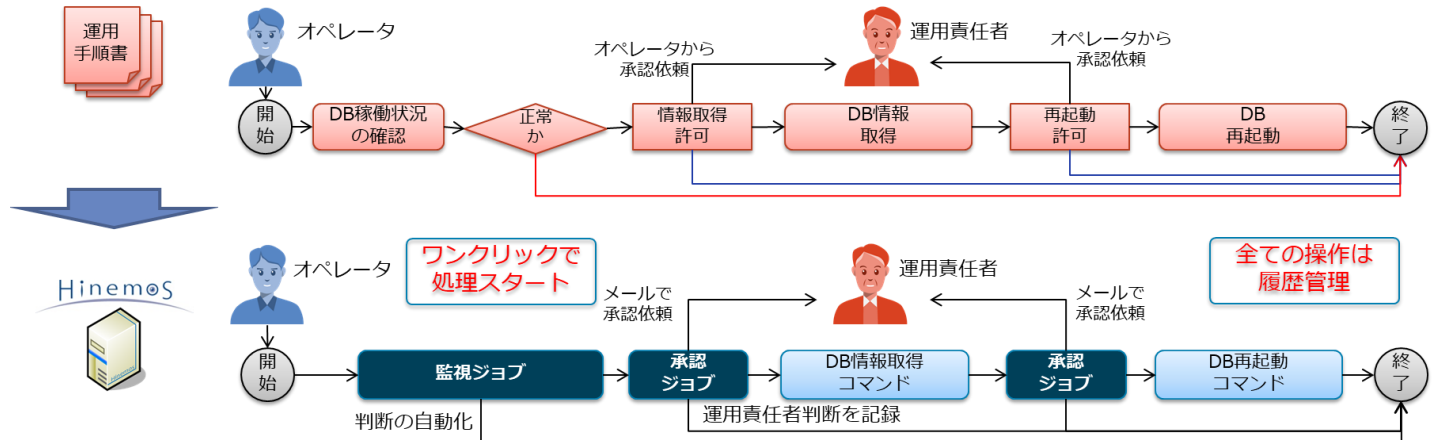 運用
手順書
オペレータ
オペレータから
承認依頼
運用責任者
オペレータから
承認依頼
開
始
DB稼働状況
の確認
正常
か
情報取得
許可
DB情報
取得
再起動
許可
DB
再起動
終
了
Hinemos
オペレータ
ワンクリックで
処理スタート
メールで
承認依頼
運用責任者
メールで
承認依頼
全ての操作は
履歴管理
開
始
監視ジョブ
承認
ジョブ
DB情報取得
コマンド
承認
ジョブ
DB再起動
コマンド
終
了
判断の自動化
運用責任者判断を記録